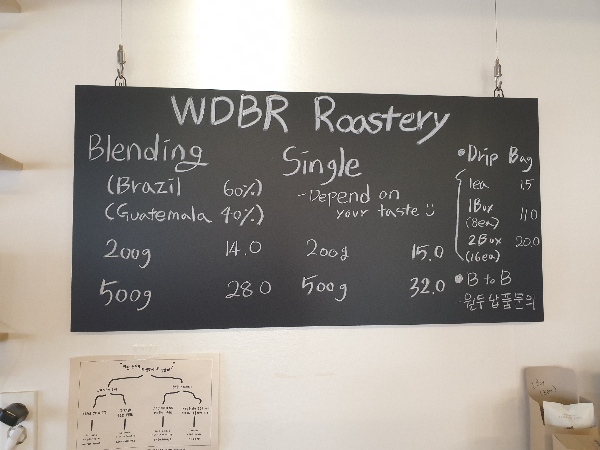 WDBR Roastery
Blending
(Brazil 60%)
(Guatemala 40%)
200g 14.0
500g 28.0
Single
- Depend on
your taste
200g 15.0
500g 32.0
• Drip Bag
1ea 1.5
1Box 11.0
(8ea)
2Box 20.0
(16ea)
• B to B
원두납품문의